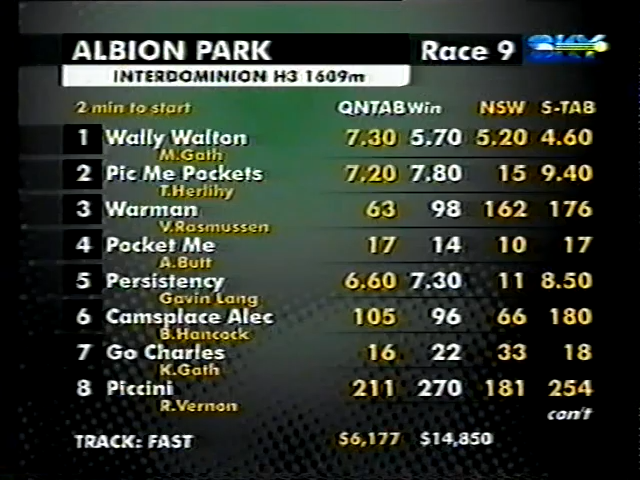 ALBION PARK Race 9 SKY
INTERDOMINION H3 1609m
2 min to start QNTAB Win NSW S-TAB
1 Wally Walton 7.30 5.70 5.20 4.60
M.Gath
2 Pic Me Pockets 7.20 7.80 15 9.40
T.Herlihy
3 Warman 63 98 162 176
V.Rasmussen
4 Pocket Me 17 14 10 17
A.Butt
5 Persistency 6.60 7.30 11 8.50
Gavin Lang
6 Camsplace Alec 105 96 66 180
B.Hancock
7 Go Charles 16 22 33 18
K.Gath
8 Piccini 211 270 181 254
R.Vernon
con't
TRACK: FAST $6,177 $14,850